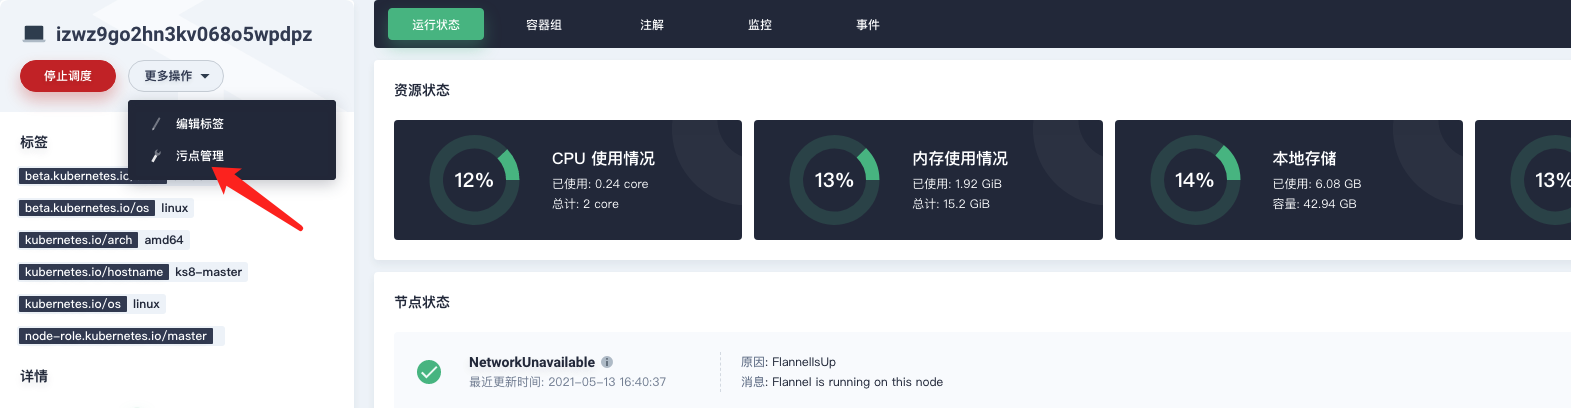 izwz9go2hn3kv068o5wpdpz
停止调度
更多操作
编辑标签
污点管理
标签
beta.kubernetes.io
beta.kubernetes.io/os linux
kubernetes.io/arch amd64
kubernetes.io/hostname ks8-master
kubernetes.io/os linux
node-role.kubernetes.io/master
详情
运行状态 容器组 注解 监控 事件
资源状态
12%
CPU 使用情况
已使用: 0.24 core
总计: 2 core
13%
内存使用情况
已使用: 1.92 GiB
总计: 15.2 GiB
14%
本地存储
已使用: 6.08 GB
容量: 42.94 GB
13%
节点状态
NetworkUnavailable
最近更新时间: 2021-05-13 16:40:37
原因: FlannelIsUp
消息: Flannel is running on this node